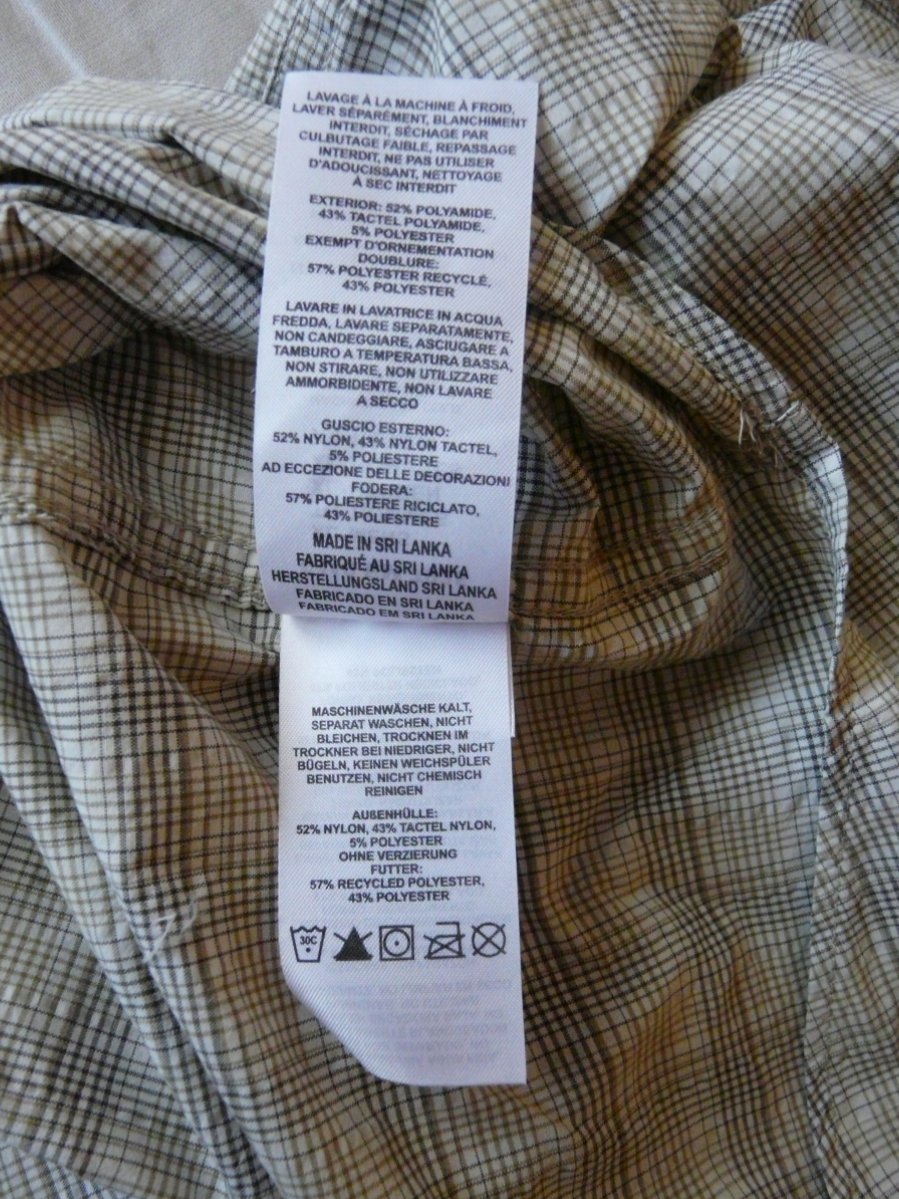 LAVAGE À LA MACHINE À FROID,
LAVER SÉPARÉMENT, BLANCHIMENT
INTERDIT, SÉCHAGE PAR
CULBUTAGE FAIBLE, REPASSAGE
INTERDIT, NE PAS UTILISER
D'ADOUCISSANT, NETTOYAGE
À SEC INTERDIT
EXTERIOR: 52% POLYAMIDE,
43% TACTEL POLYAMIDE,
5% POLYESTER
EXEMPT D'ORNEMENTATION
DOUBLURE:
57% POLYESTER RECYCLÉ,
43% POLYESTER
LAVARE IN LAVATRICE IN ACQUA
FREDDA, LAVARE SEPARATAMENTE,
NON CANDEGGIARE, ASCIUGARE A
TAMBURO A TEMPERATURA BASSA,
NON STIRARE, NON UTILIZZARE
AMMORBIDENTE, NON LAVARE
A SECCO
GUSCIO ESTERNO:
52% NYLON, 43% NYLON TACTEL,
5% POLIESTERE
AD ECCEZIONE DELLE DECORAZIONI
FODERA:
57% POLIESTERE RICICLATO,
43% POLIESTERE
MADE IN SRI LANKA
FABRIQUÉ AU SRI LANKA
HERSTELLUNGSLAND SRI LANKA
FABRICADO EN SRI LANKA
FABRICADO EM SRI LANKA
MASCHINENWÄSCHE KALT,
SEPARAT WASCHEN, NICHT
BLEICHEN, TROCKNEN IM
TROCKNER BEI NIEDRIGER, NICHT
BÜGELN, KEINEN WEICHSPÜLER
BENUTZEN, NICHT CHEMISCH
REINIGEN
AUßENHÜLLE:
52% NYLON, 43% TACTEL NYLON,
5% POLYESTER
OHNE VERZIERUNG
FUTTER:
57% RECYCLED POLYESTER,
43% POLYESTER
30C